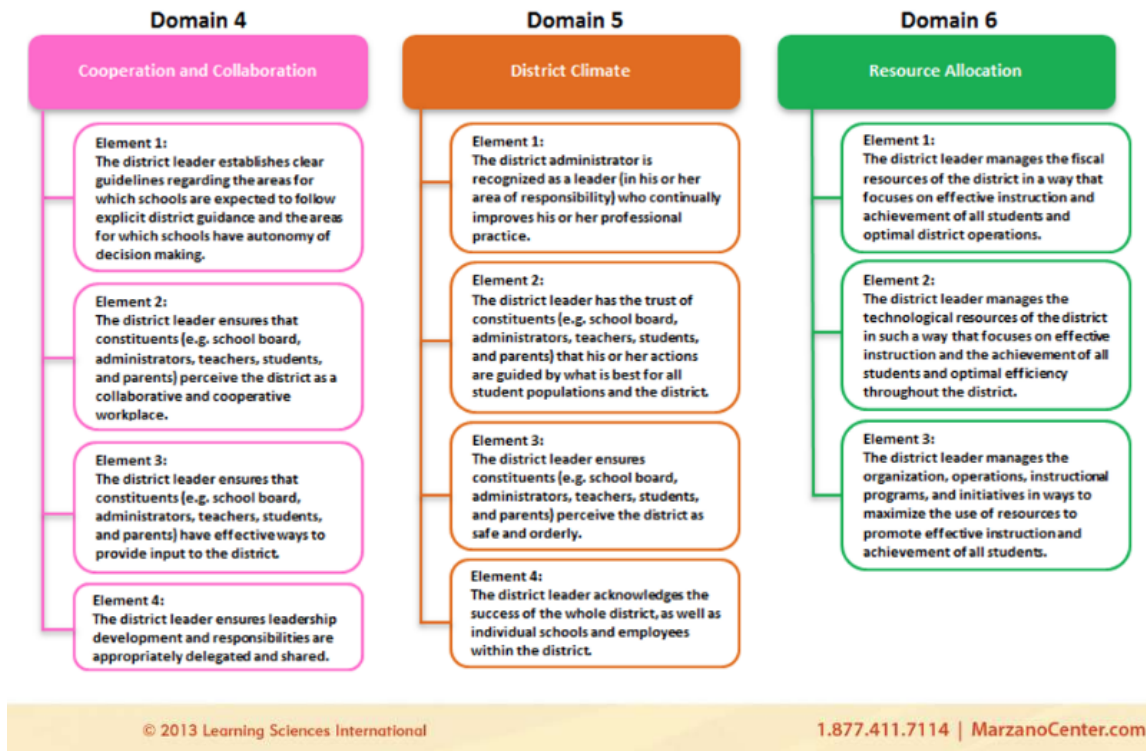 Domain 4
Cooperation and Collaboration
Element 1:
The district leader establishes clear
guidelines regarding the areas for
which schools are expected to follow
explicit district guidance and the areas
for which schools have autonomy of
decision making.
Element 2:
The district leader ensures that
constituents (e.g. school board,
administrators, teachers, students,
and parents) perceive the district as a
collaborative and cooperative
workplace.
Element 3:
The district leader ensures that
constituents (e.g. school board,
administrators, teachers, students,
and parents) have effective ways to
provide input to the district.
Element 4:
The district leader ensures leadership
development and responsibilities are
appropriately delegated and shared.
Domain 5
District Climate
Element 1:
The district administrator is
recognized as a leader (in his or her
area of responsibility) who continually
improves his or her professional
practice.
Element 2:
The district leader has the trust of
constituents (e.g. school board,
administrators, teachers, students,
and parents) that his or her actions
are guided by what is best for all
student populations and the district.
Element 3:
The district leader ensures
constituents (e.g. school board,
administrators, teachers, students,
and parents) perceive the district as
safe and orderly.
Element 4:
The district leader acknowledges the
success of the whole district, as well as
individual schools and employees
within the district.
Domain 6
Resource Allocation
Element 1:
The district leader manages the fiscal
resources of the district in a way that
focuses on effective instruction and
achievement of all students and
optimal district operations.
Element 2:
The district leader manages the
technological resources of the district
in such a way that focuses on effective
instruction and the achievement of all
students and optimal efficiency
throughout the district.
Element 3:
The district leader manages the
organization, operations, instructional
programs, and initiatives in ways to
maximize the use of resources to
promote effective instruction and
achievement of all students.
© 2013 Learning Sciences International
1.877.411.7114 | MarzanoCenter.com